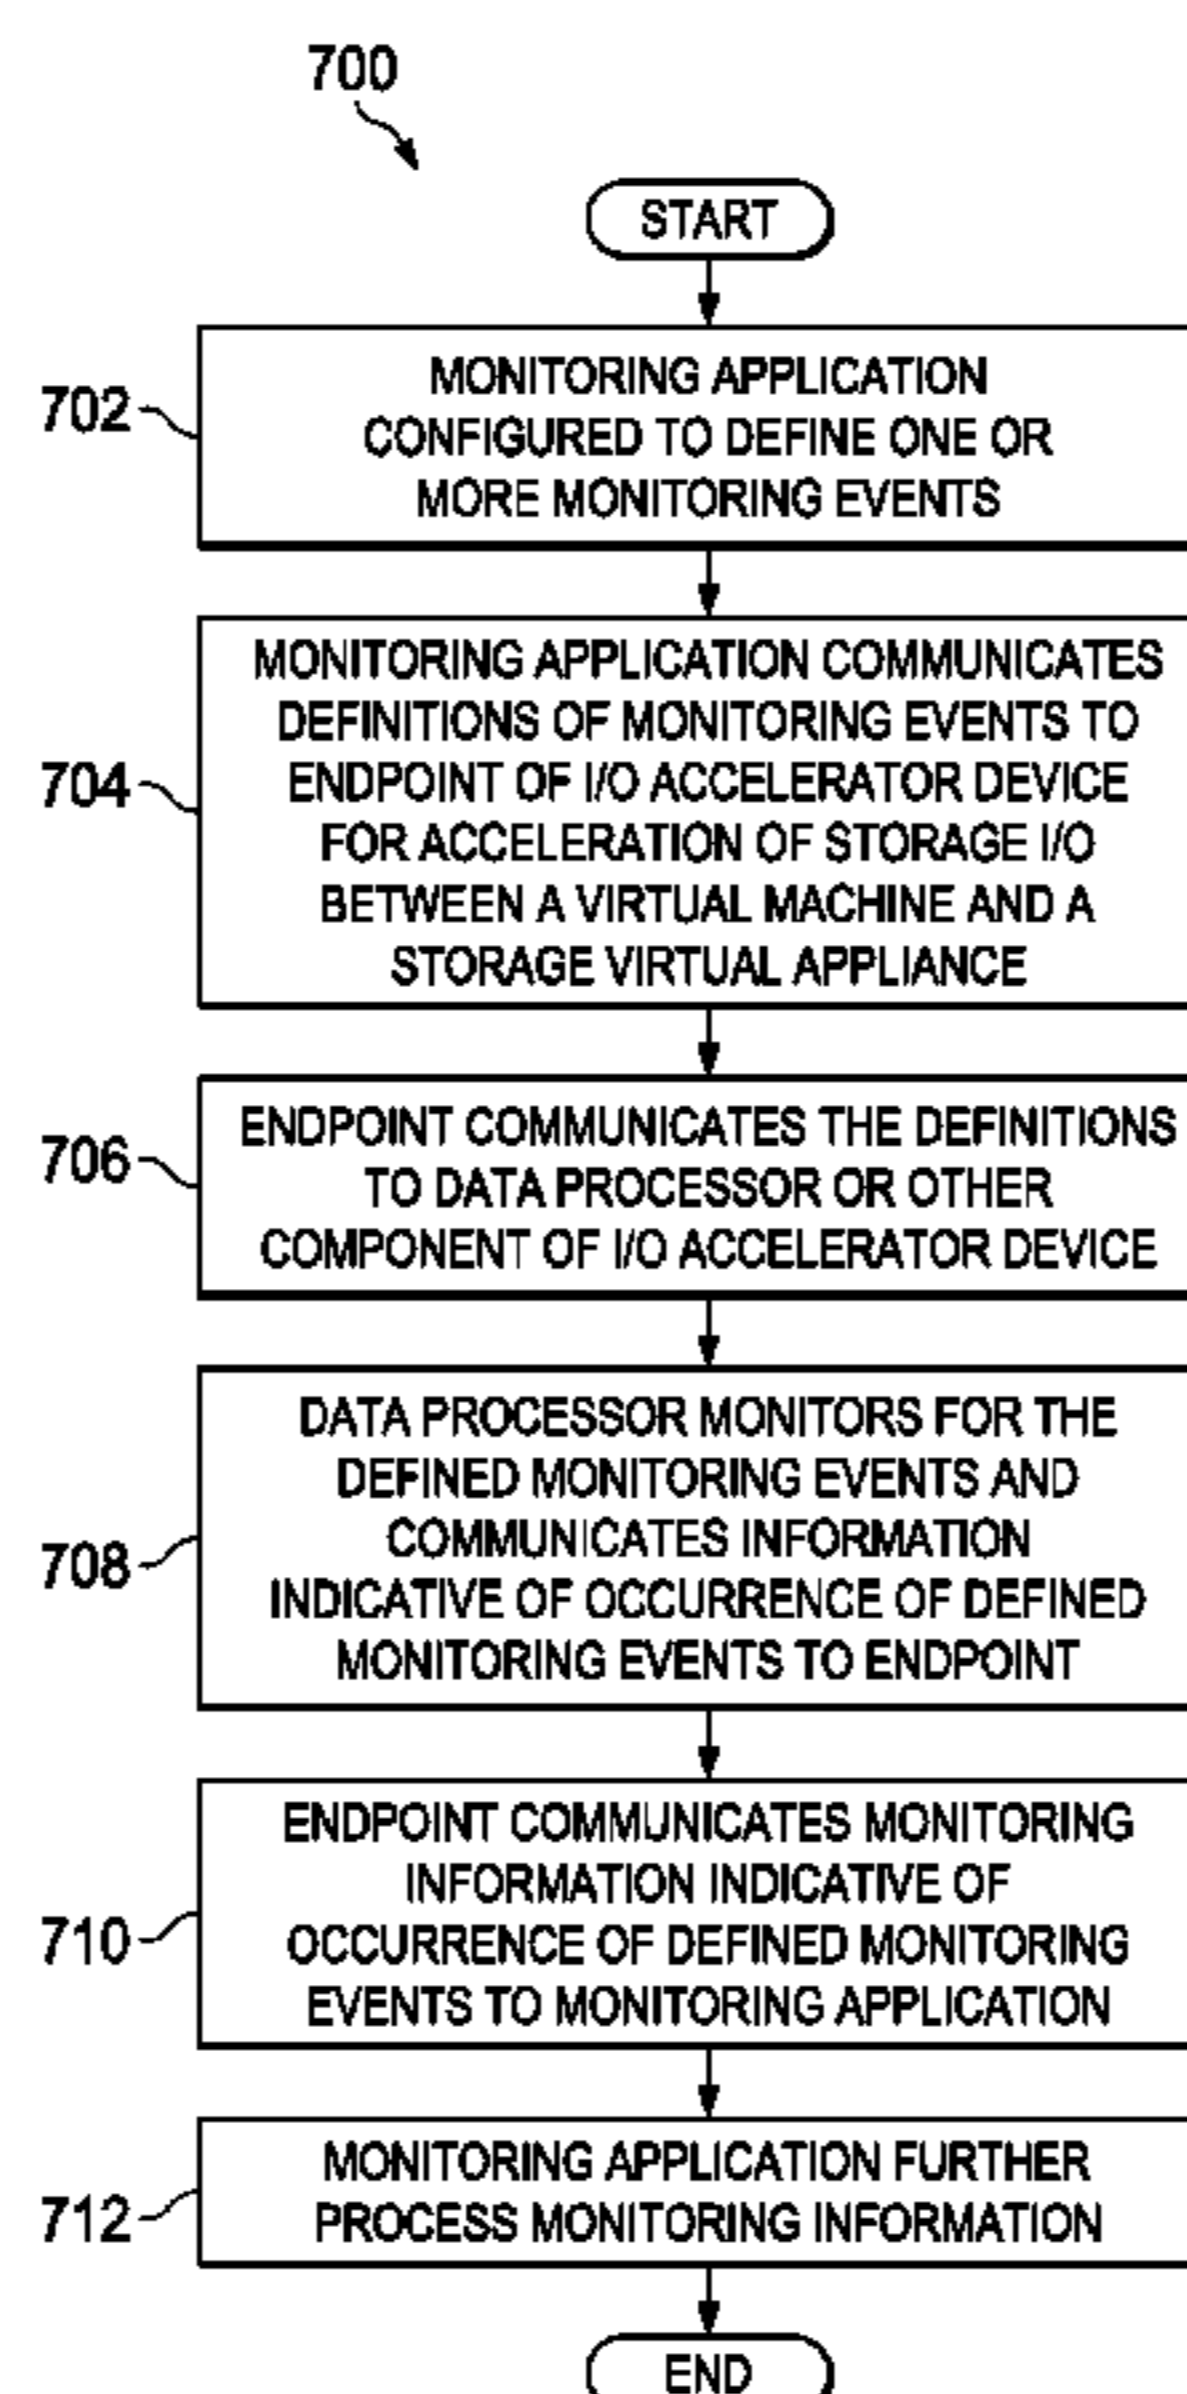 700
START
702
MONITORING APPLICATION
CONFIGURED TO DEFINE ONE OR
MORE MONITORING EVENTS
704
MONITORING APPLICATION COMMUNICATES
DEFINITIONS OF MONITORING EVENTS TO
ENDPOINT OF I/O ACCELERATOR DEVICE
FOR ACCELERATION OF STORAGE I/O
BETWEEN A VIRTUAL MACHINE AND A
STORAGE VIRTUAL APPLIANCE
706
ENDPOINT COMMUNICATES THE DEFINITIONS
TO DATA PROCESSOR OR OTHER
COMPONENT OF I/O ACCELERATOR DEVICE
708
DATA PROCESSOR MONITORS FOR THE
DEFINED MONITORING EVENTS AND
COMMUNICATES INFORMATION
INDICATIVE OF OCCURRENCE OF DEFINED
MONITORING EVENTS TO ENDPOINT
710
ENDPOINT COMMUNICATES MONITORING
INFORMATION INDICATIVE OF
OCCURRENCE OF DEFINED MONITORING
EVENTS TO MONITORING APPLICATION
712
MONITORING APPLICATION FURTHER
PROCESS MONITORING INFORMATION
END